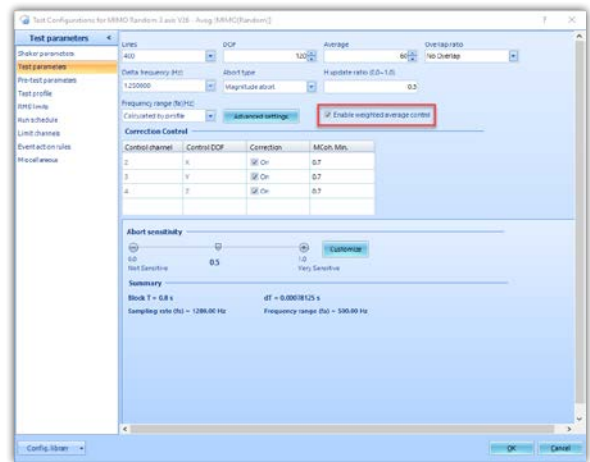 Test Configurations for MIMO Random 3 axis V26 - Avag (MIMO(Random))
Test parameters
Shaker parameters
Test parameters
Pre-test parameters
Test profile
RMS limits
Run schedule
Limit channels
Event action rules
Miscellaneous
Lines DOF Average Overlap ratio
400 120 60 No Overlap
Delta frequency (Hz) Abort type H update ratio (0.0~1.0)
1.250000 Magnitude abort 0.3
Frequency range (fa)(Hz)
Calculated by profile Advanced settings Enable weighted average control
Correction Control
Control channel Control DOF Correction MCoh. Min.
2 X On 0.7
3 Y On 0.7
4 Z On 0.7
Abort sensitivity
0.0 0.5 1.0 Customize
Not Sensitive Very Sensitive
Summary
Block T = 0.8 s dT = 0.00078125 s
Sampling rate (fs) = 1280.00 Hz Frequency range (fa) = 500.00 Hz
Config. library OK Cancel